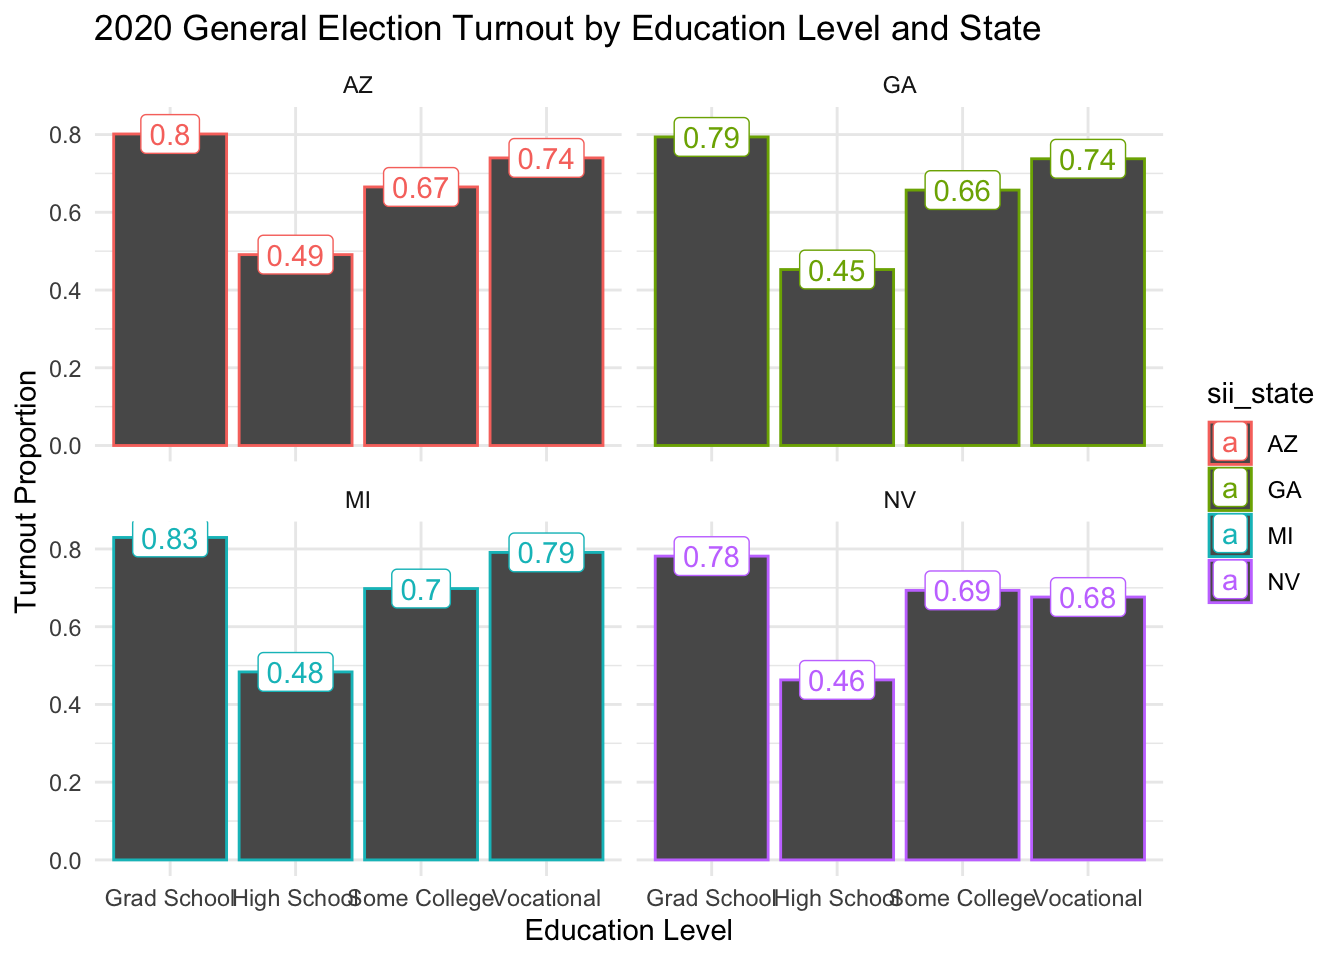 2020 General Election Turnout by Education Level and State
AZ
GA
0.8
0.6
0.4
0.2
0.0
0.8
0.49
0.67
0.74
0.79
0.45
0.66
0.74
MI
NV
0.8
0.6
0.4
0.2
0.0
0.83
0.48
0.7
0.79
0.78
0.46
0.69
0.68
Grad School High School Some College Vocational
Grad School High School Some College Vocational
Education Level
Turnout Proportion
sii_state
a AZ
a GA
a MI
a NV